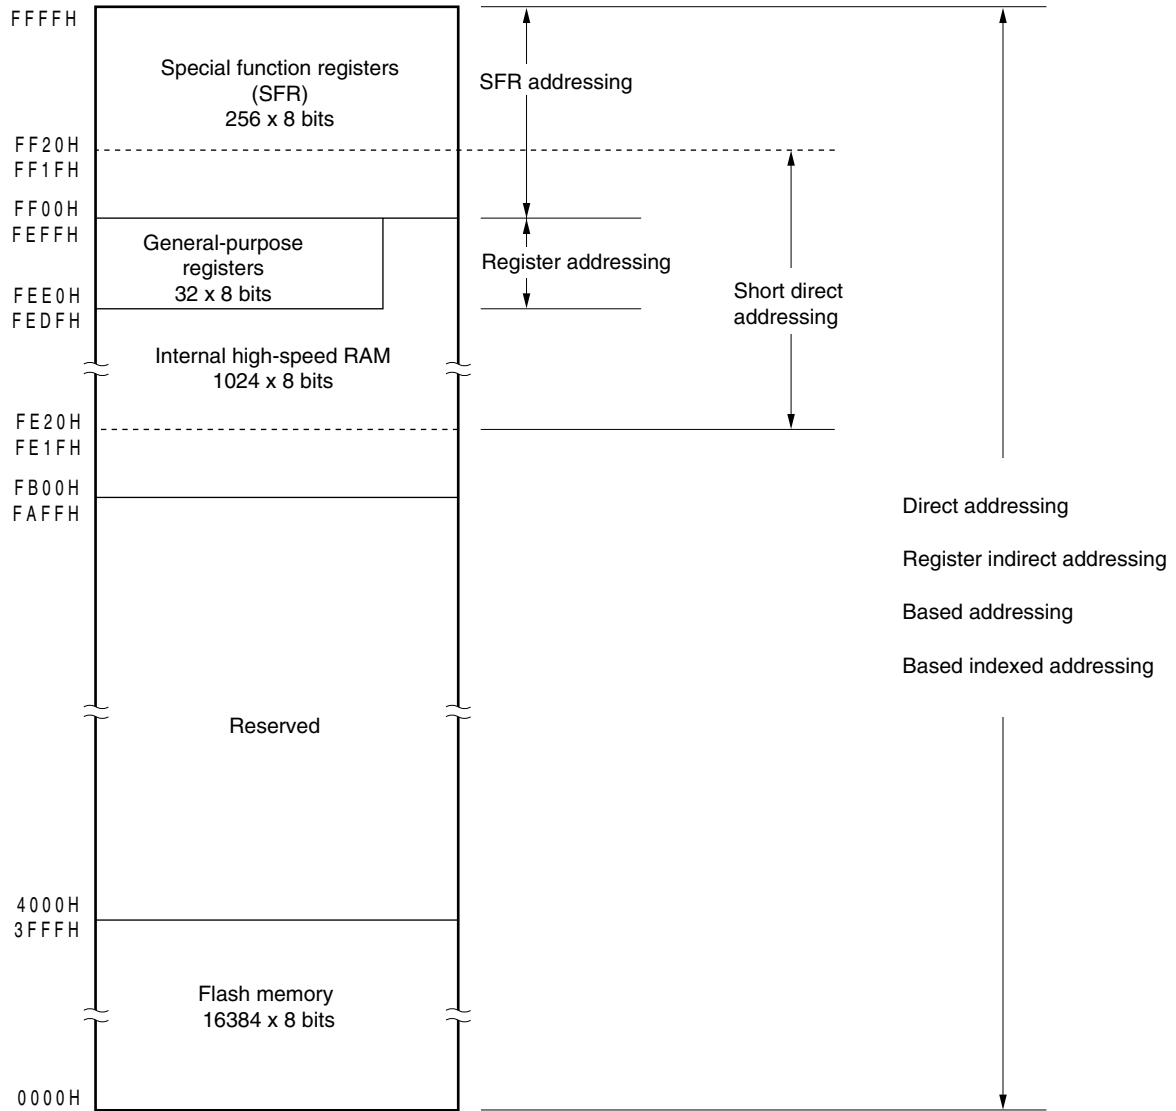 FFFFH
Special function registers
(SFR)
256 x 8 bits
SFR addressing
FF20H
FF1FH
FF00H
FEFFH
General-purpose
registers
32 x 8 bits
Register addressing
FEE0H
FEDFH
Short direct
addressing
Internal high-speed RAM
1024 x 8 bits
FE20H
FE1FH
FB00H
FAFFH
Direct addressing
Register indirect addressing
Based addressing
Based indexed addressing
Reserved
4000H
3FFFH
Flash memory
16384 x 8 bits
0000H